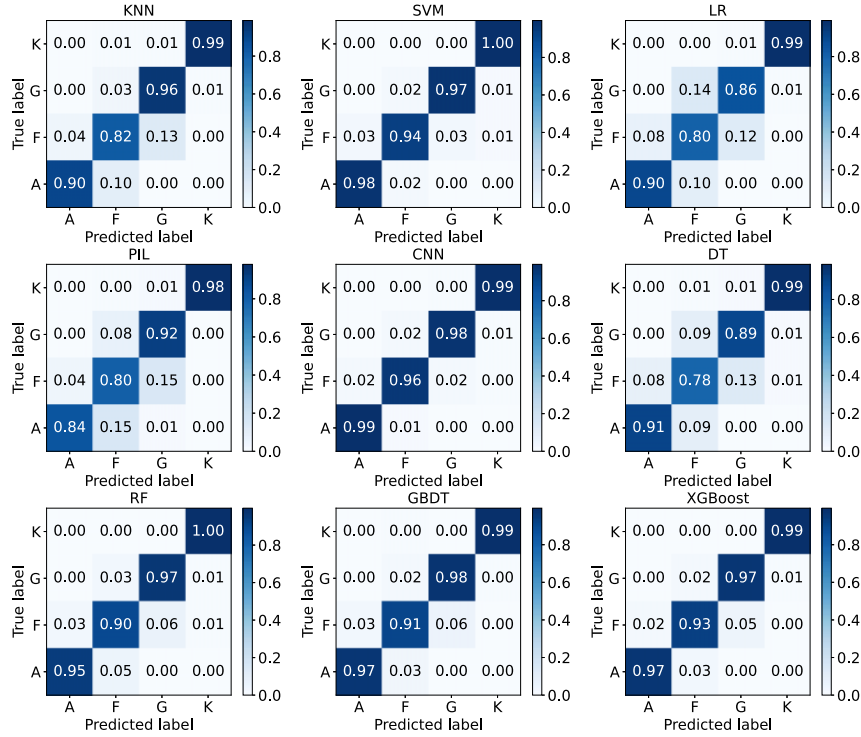 KNN
SVM
LR
K 0.00 0.01 0.01 0.99
G 0.00 0.03 0.96 0.01
F 0.04 0.82 0.13 0.00
A 0.90 0.10 0.00 0.00
A F G K
Predicted label
True label
0.8
0.6
0.4
0.2
0.0
K 0.00 0.00 0.00 1.00
G 0.00 0.02 0.97 0.01
F 0.03 0.94 0.03 0.01
A 0.98 0.02 0.00 0.00
A F G K
Predicted label
True label
1.0
0.8
0.6
0.4
0.2
0.0
K 0.00 0.00 0.01 0.99
G 0.00 0.14 0.86 0.01
F 0.08 0.80 0.12 0.00
A 0.90 0.10 0.00 0.00
A F G K
Predicted label
True label
0.8
0.6
0.4
0.2
0.0
PIL
CNN
DT
K 0.00 0.00 0.01 0.98
G 0.00 0.08 0.92 0.00
F 0.04 0.80 0.15 0.00
A 0.84 0.15 0.01 0.00
A F G K
Predicted label
True label
0.8
0.6
0.4
0.2
0.0
K 0.00 0.00 0.00 0.99
G 0.00 0.02 0.98 0.01
F 0.02 0.96 0.02 0.00
A 0.99 0.01 0.00 0.00
A F G K
Predicted label
True label
0.8
0.6
0.4
0.2
0.0
K 0.00 0.01 0.01 0.99
G 0.00 0.09 0.89 0.01
F 0.08 0.78 0.13 0.01
A 0.91 0.09 0.00 0.00
A F G K
Predicted label
True label
0.8
0.6
0.4
0.2
0.0
RF
GBDT
XGBoost
K 0.00 0.00 0.00 1.00
G 0.00 0.03 0.97 0.01
F 0.03 0.90 0.06 0.01
A 0.95 0.05 0.00 0.00
A F G K
Predicted label
True label
0.8
0.6
0.4
0.2
0.0
K 0.00 0.00 0.00 0.99
G 0.00 0.02 0.98 0.00
F 0.03 0.91 0.06 0.00
A 0.97 0.03 0.00 0.00
A F G K
Predicted label
True label
0.8
0.6
0.4
0.2
0.0
K 0.00 0.00 0.00 0.99
G 0.00 0.02 0.97 0.01
F 0.02 0.93 0.05 0.00
A 0.97 0.03 0.00 0.00
A F G K
Predicted label
True label
0.8
0.6
0.4
0.2
0.0